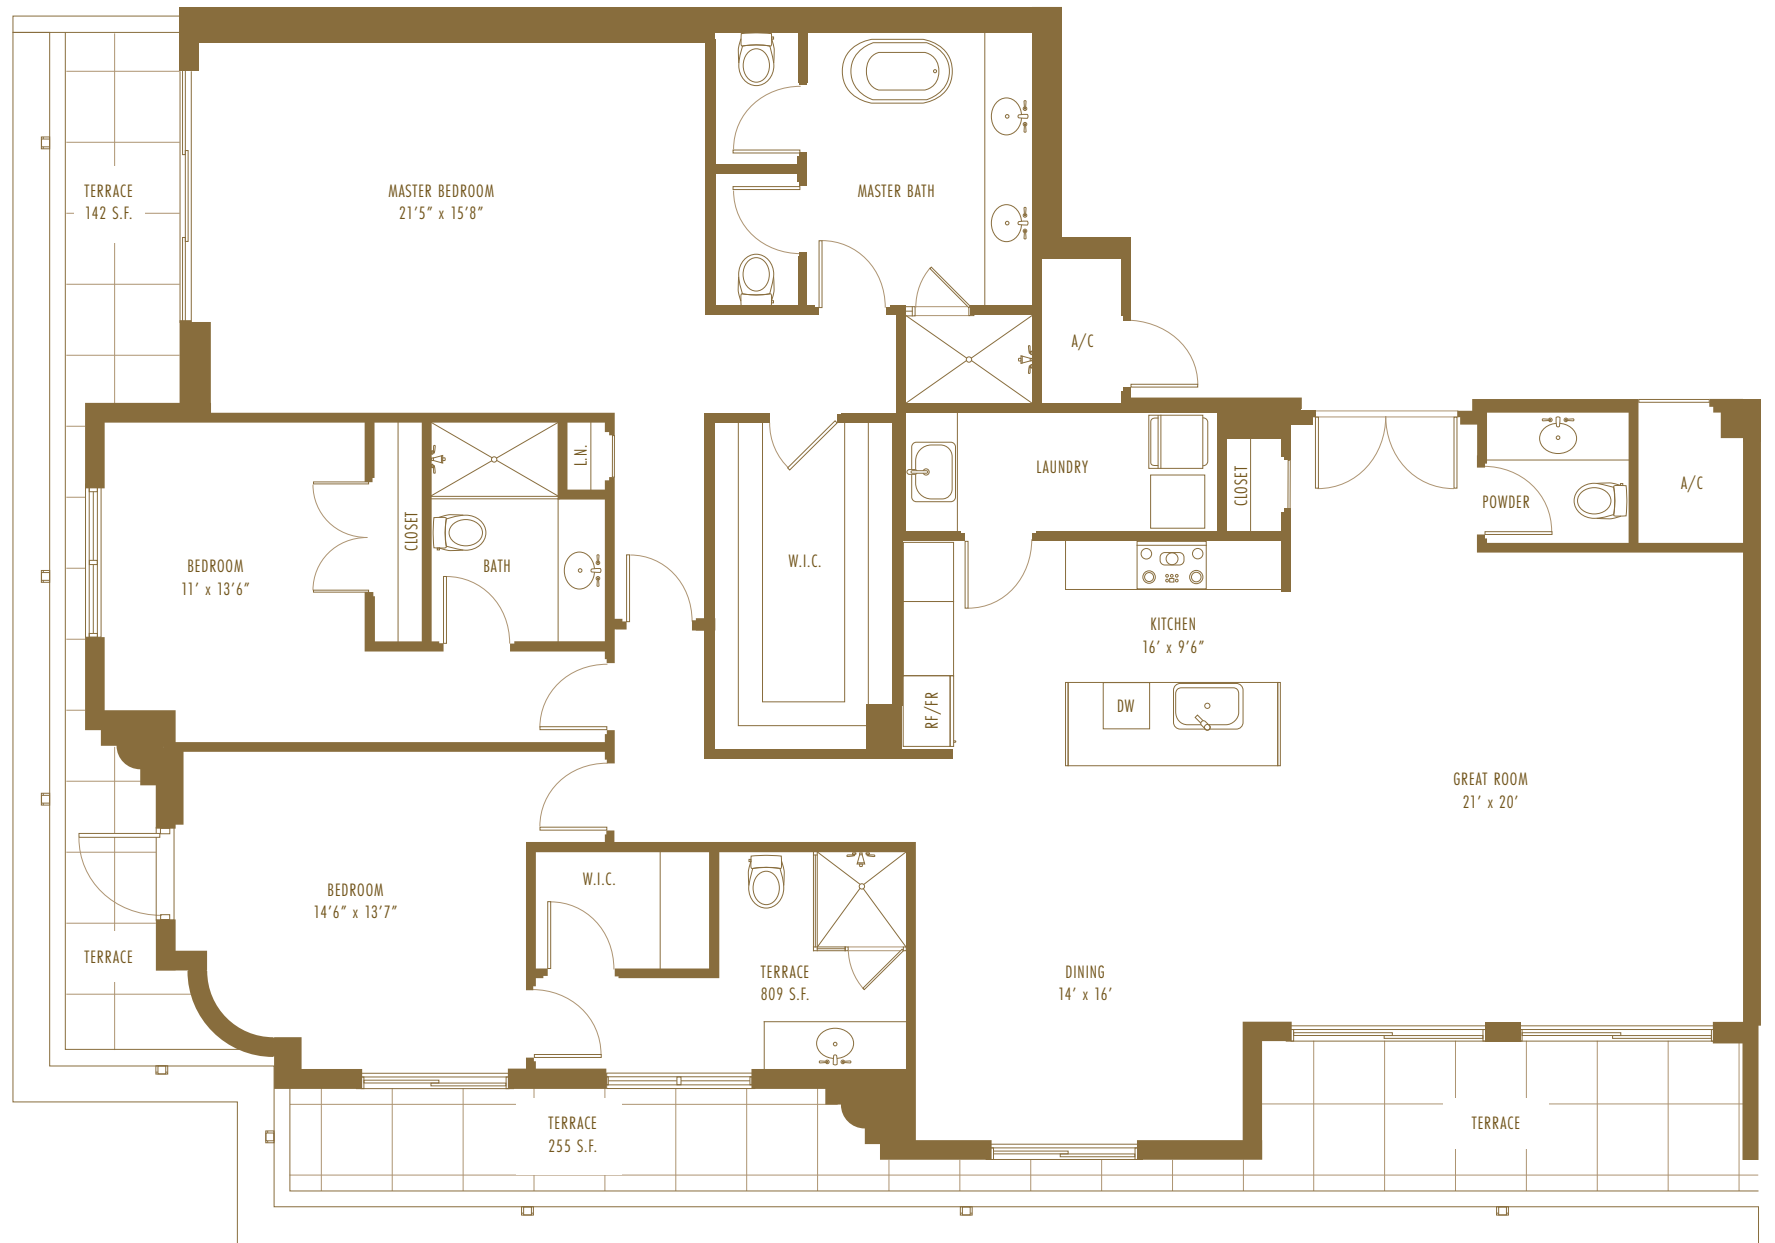 TERRACE
142 S.F.
MASTER BEDROOM
21'5" x 15'8"
MASTER BATH
A/C
L.N.
CLOSET
BATH
BEDROOM
11' x 13'6"
W.I.C.
LAUNDRY
CLOSET
POWDER
A/C
KITCHEN
16' x 9'6"
RF/FR
DW
GREAT ROOM
21' x 20'
BEDROOM
14'6" x 13'7"
W.I.C.
TERRACE
TERRACE
809 S.F.
DINING
14' x 16'
TERRACE
255 S.F.
TERRACE